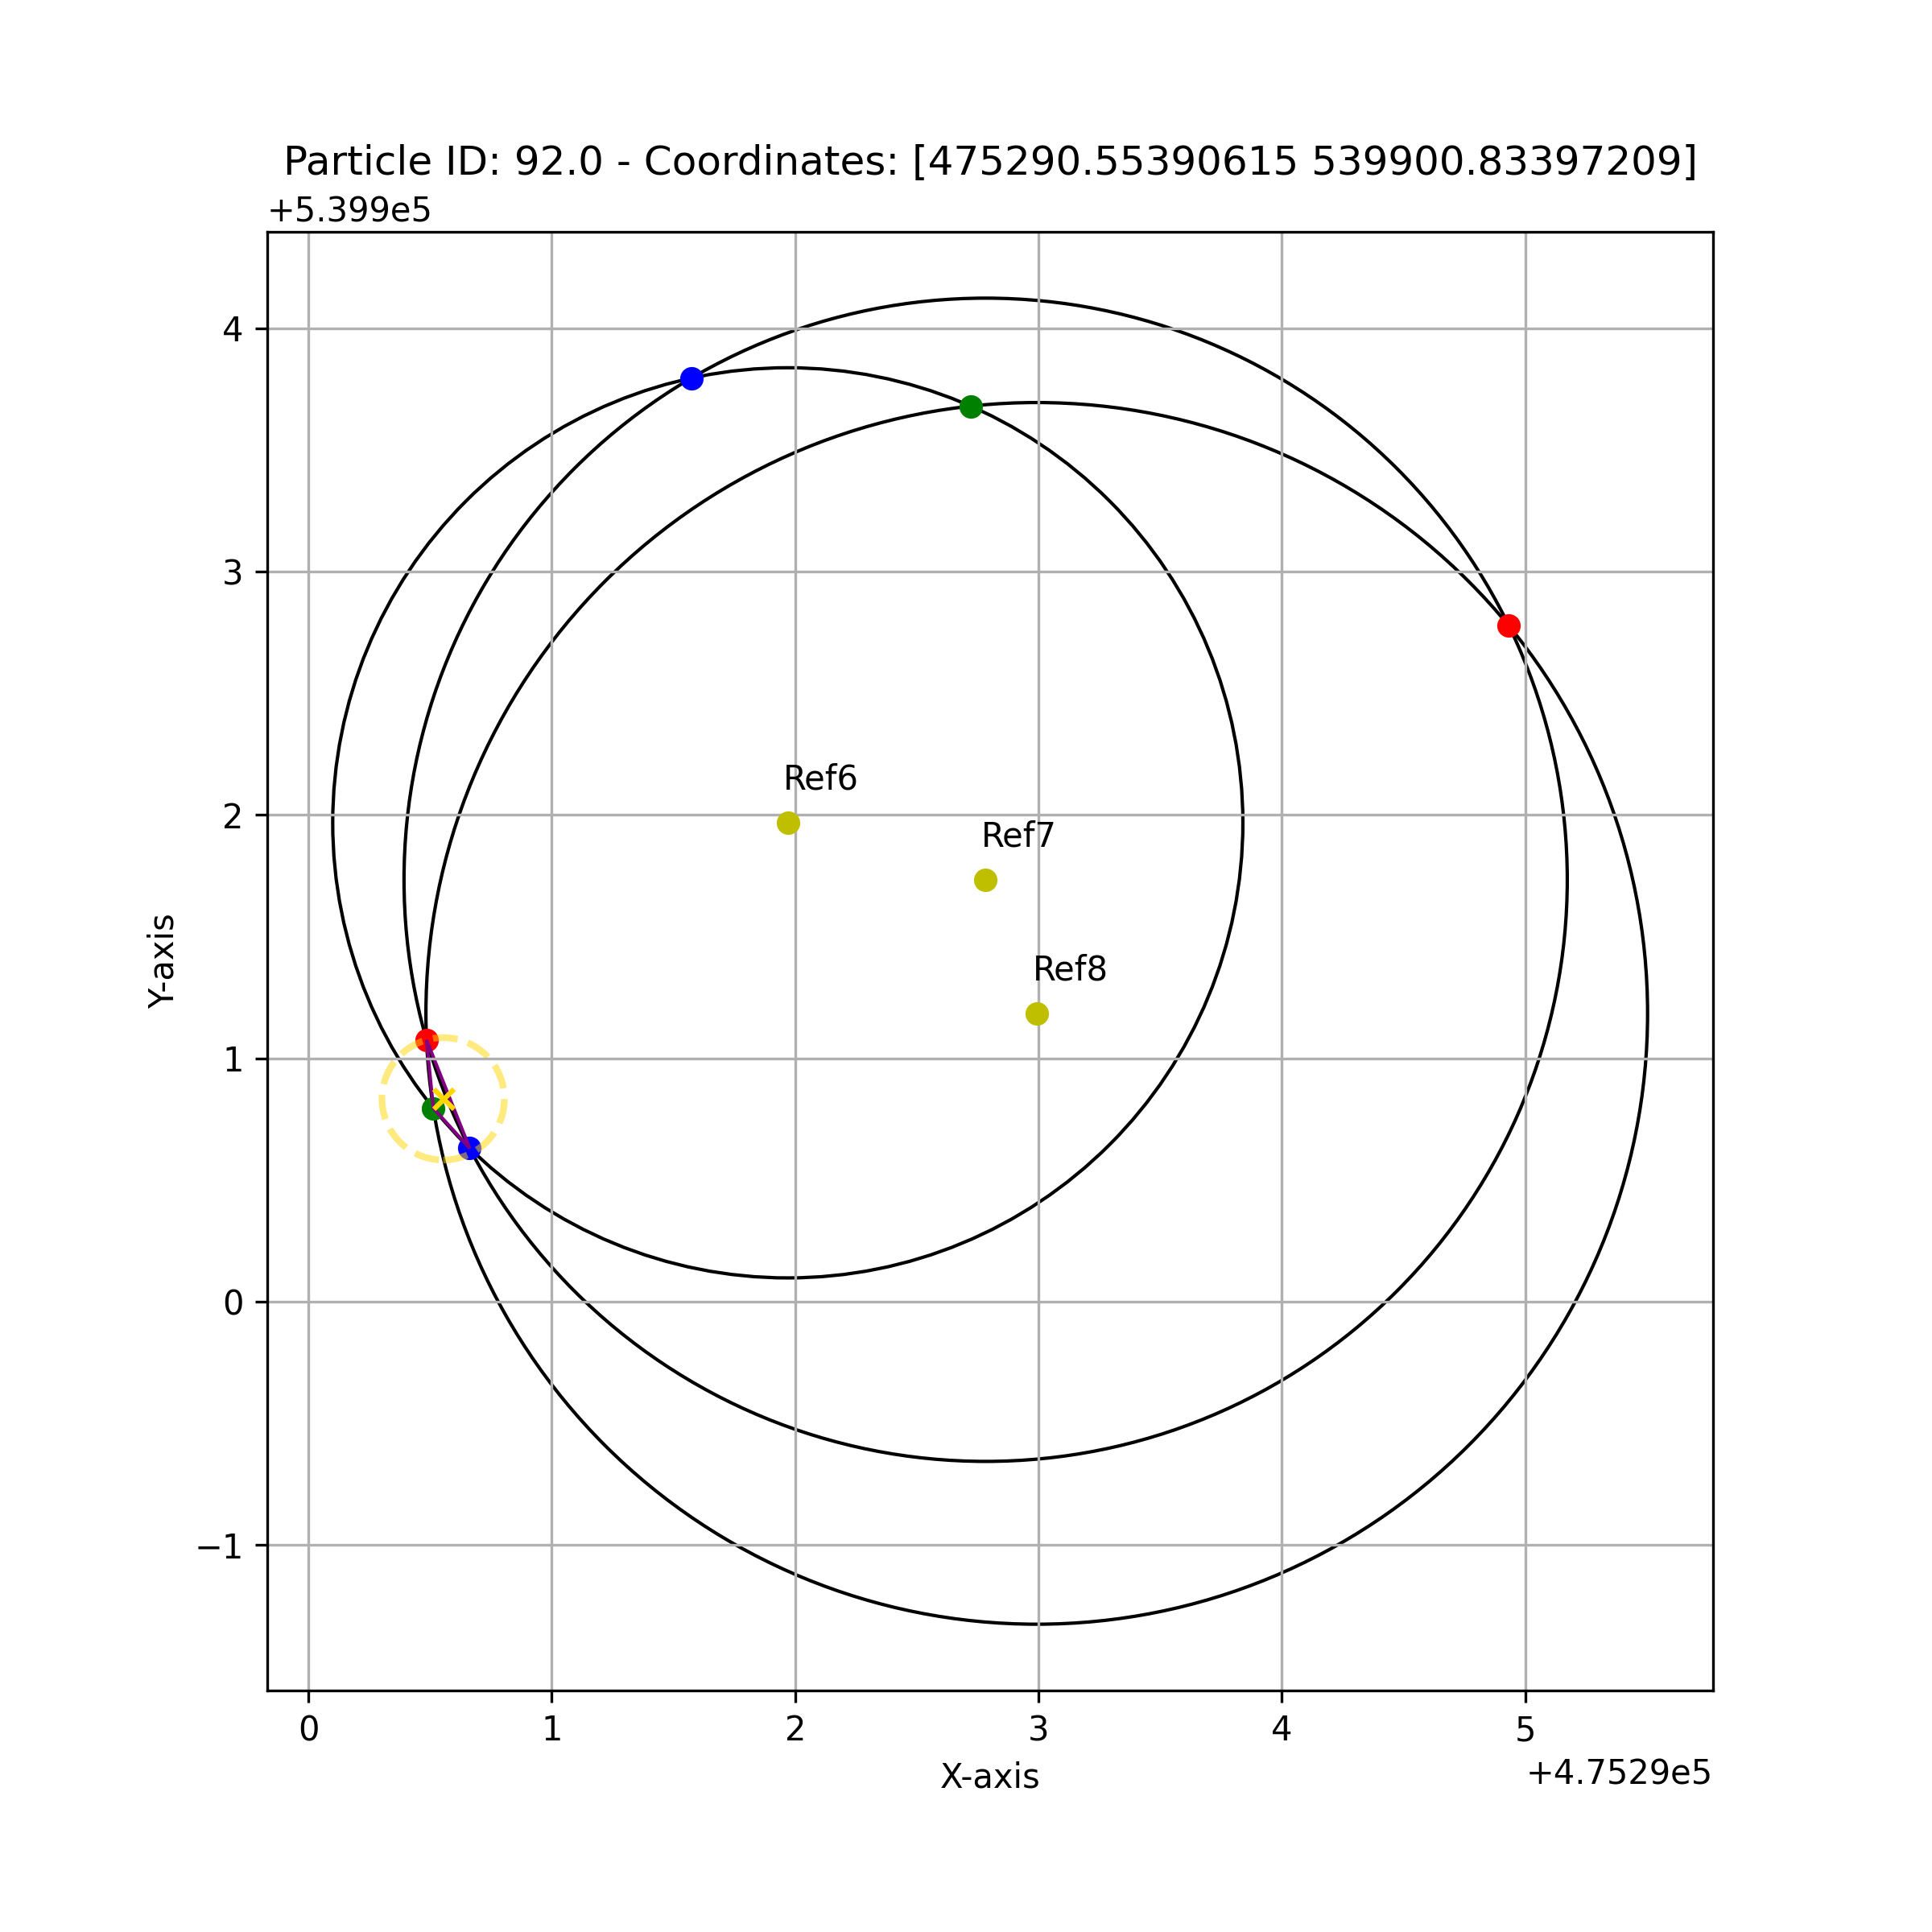 Particle ID: 92.0 - Coordinates: [475290.55390615 539900.83397209]
+5.399e5
4
3
2
1
0
−1
Y-axis
Ref6
Ref7
Ref8
0 1 2 3 4 5
X-axis
+4.7529e5